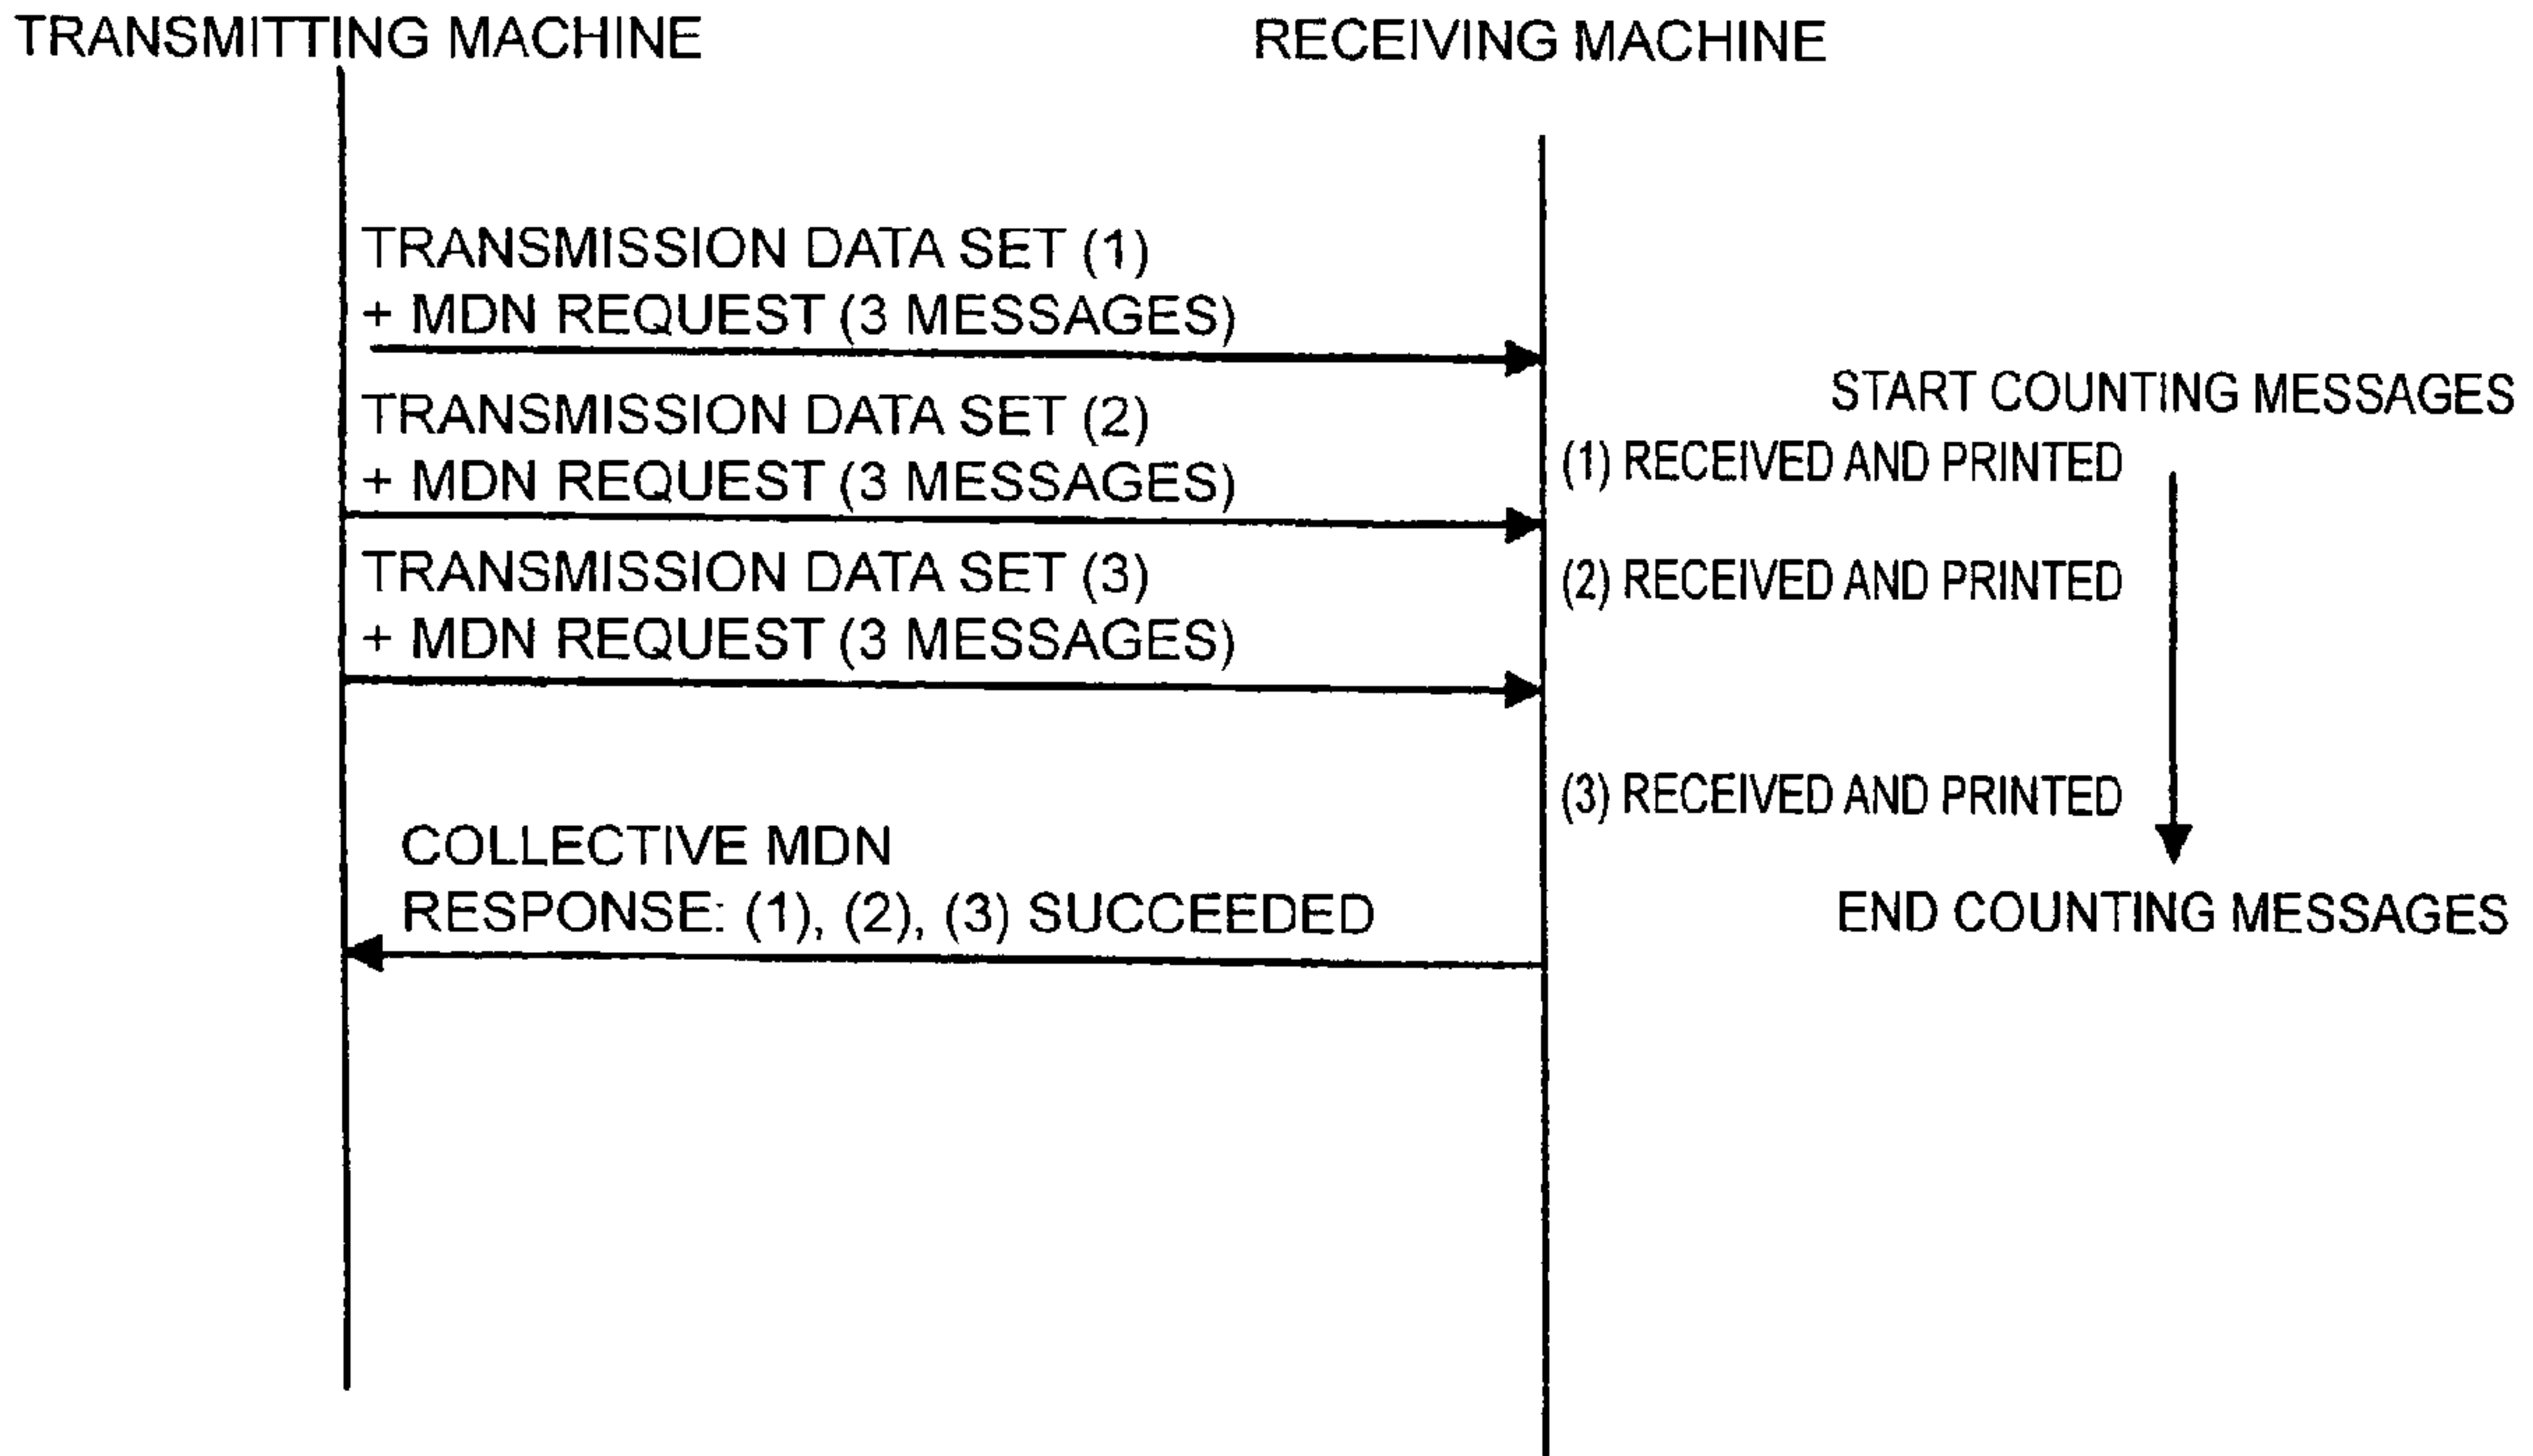 TRANSMITTING MACHINE
RECEIVING MACHINE
TRANSMISSION DATA SET (1)
+ MDN REQUEST (3 MESSAGES)
START COUNTING MESSAGES
TRANSMISSION DATA SET (2)
+ MDN REQUEST (3 MESSAGES)
(1) RECEIVED AND PRINTED
TRANSMISSION DATA SET (3)
+ MDN REQUEST (3 MESSAGES)
(2) RECEIVED AND PRINTED
(3) RECEIVED AND PRINTED
COLLECTIVE MDN
RESPONSE: (1), (2), (3) SUCCEEDED
END COUNTING MESSAGES